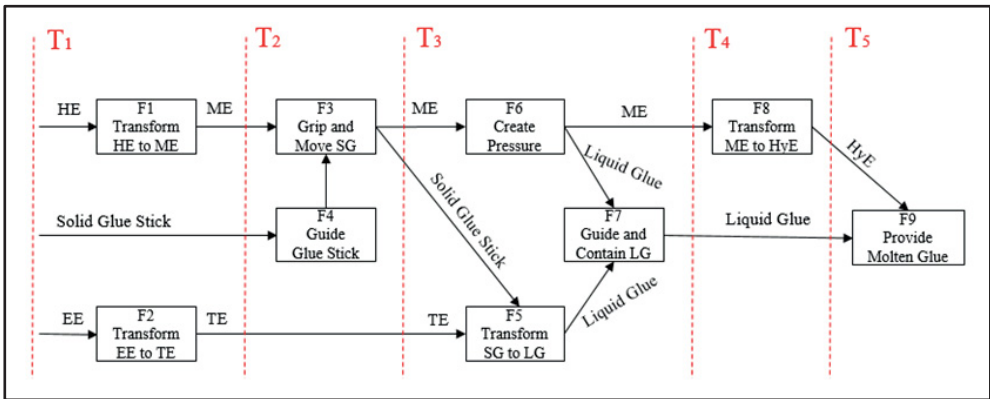 T1
T2
T3
T4
T5
HE
F1
Transform
HE to ME
ME
F3
Grip and
Move SG
ME
F6
Create
Pressure
ME
F8
Transform
ME to HyE
HyE
Liquid Glue
Solid Glue Stick
Solid Glue Stick
F4
Guide
Glue Stick
F7
Guide and
Contain LG
Liquid Glue
F9
Provide
Molten Glue
Liquid Glue
EE
F2
Transform
EE to TE
TE
TE
F5
Transform
SG to LG